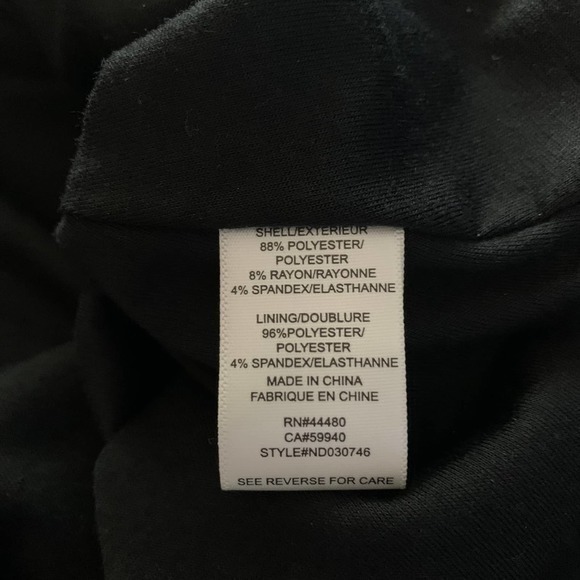 SHELL/EXTERIEUR
88% POLYESTER/
POLYESTER
8% RAYON/RAYONNE
4% SPANDEX/ELASTHANNE
LINING/DOUBLURE
96%POLYESTER/
POLYESTER
4% SPANDEX/ELASTHANNE
MADE IN CHINA
FABRIQUE EN CHINE
RN#44480
CA#59940
STYLE#ND030746
SEE REVERSE FOR CARE